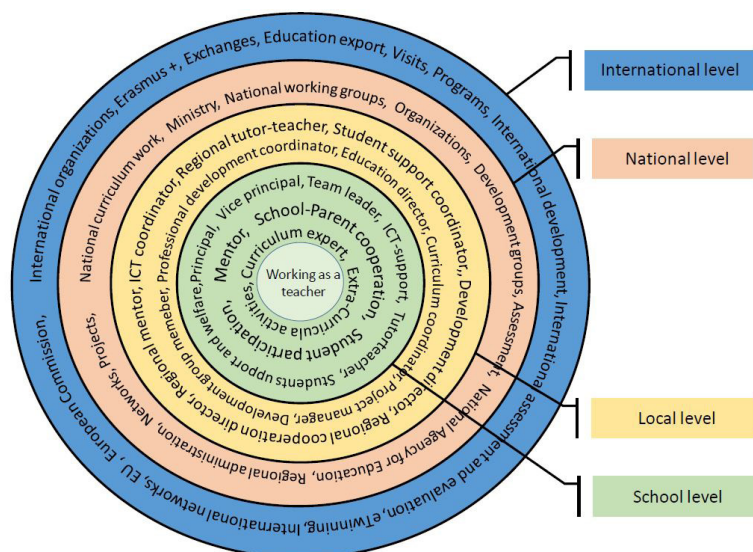 International organizations, Erasmus +, Exchanges, Education export, Visits, Programs, International development, International assessment and evaluation, eTwinning, International networks, EU, European Commission,
National curriculum work, Ministry, National working groups, Organizations, Development groups, Assessment, National Agency for Education, Regional administration, Networks, Projects,
ICT coordinator, Regional tutor-teacher, Student support coordinator,, Development director, Regional cooperation director, Regional mentor,
Professional development coordinator, Education director, Curriculum coordinator, Project manager, Development group memeber
Principal, Vice principal, Team leader, ICT-support, Tutorteacher, Students support and welfare,
Mentor, School-Parent cooperation, Student participation,
Curriculum expert, Extra-Curricula activities,
Working as a
teacher
International level
National level
Local level
School level